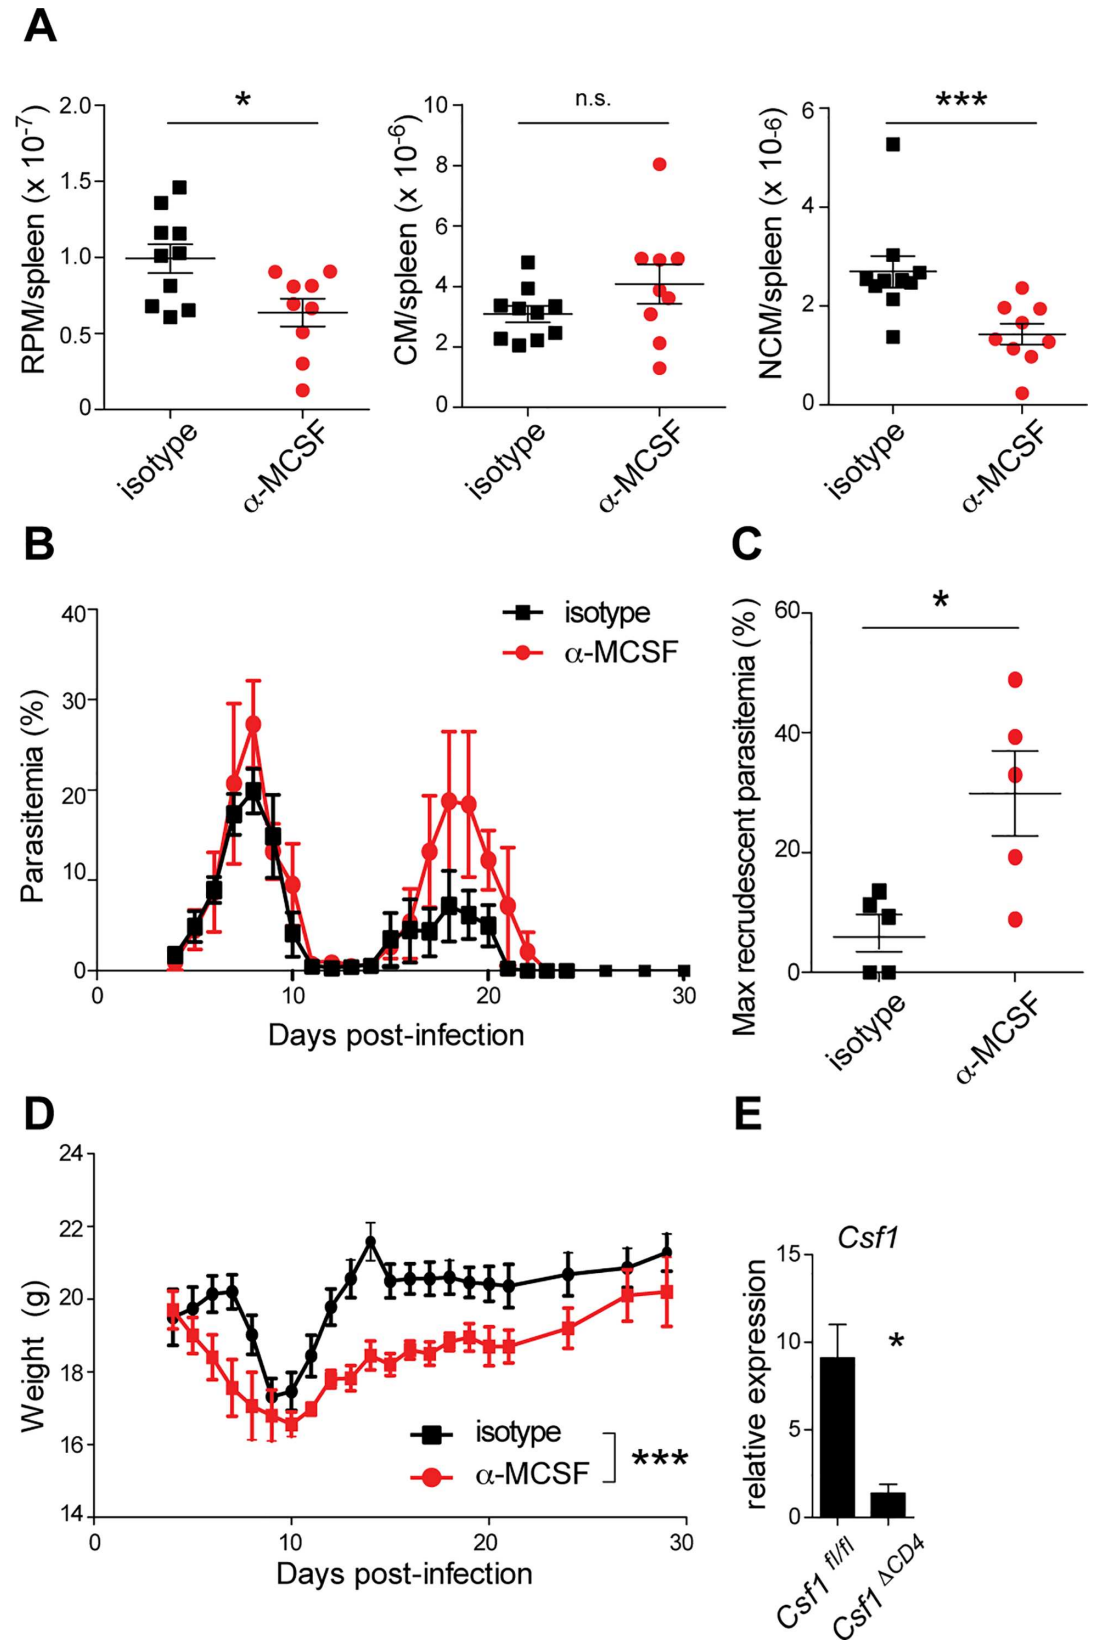 A
RPM/spleen (x 10-7)
2.0
1.5
1.0
0.5
0
*
isotype
α-MCSF
CM/spleen (x 10-6)
10
8
6
4
2
0
n.s.
isotype
α-MCSF
NCM/spleen (x 10-6)
6
4
2
0
***
isotype
α-MCSF
B
Parasitemia (%)
40
30
20
10
0
isotype
α-MCSF
0
10
20
30
Days post-infection
C
Max recrudescent parasitemia (%)
60
40
20
0
*
isotype
α-MCSF
D
Weight (g)
24
22
20
18
16
14
isotype
α-MCSF
***
0
10
20
30
Days post-infection
E
Csf1
relative expression
15
10
5
0
*
Csf1 fl/fl
Csf1 ΔCD4